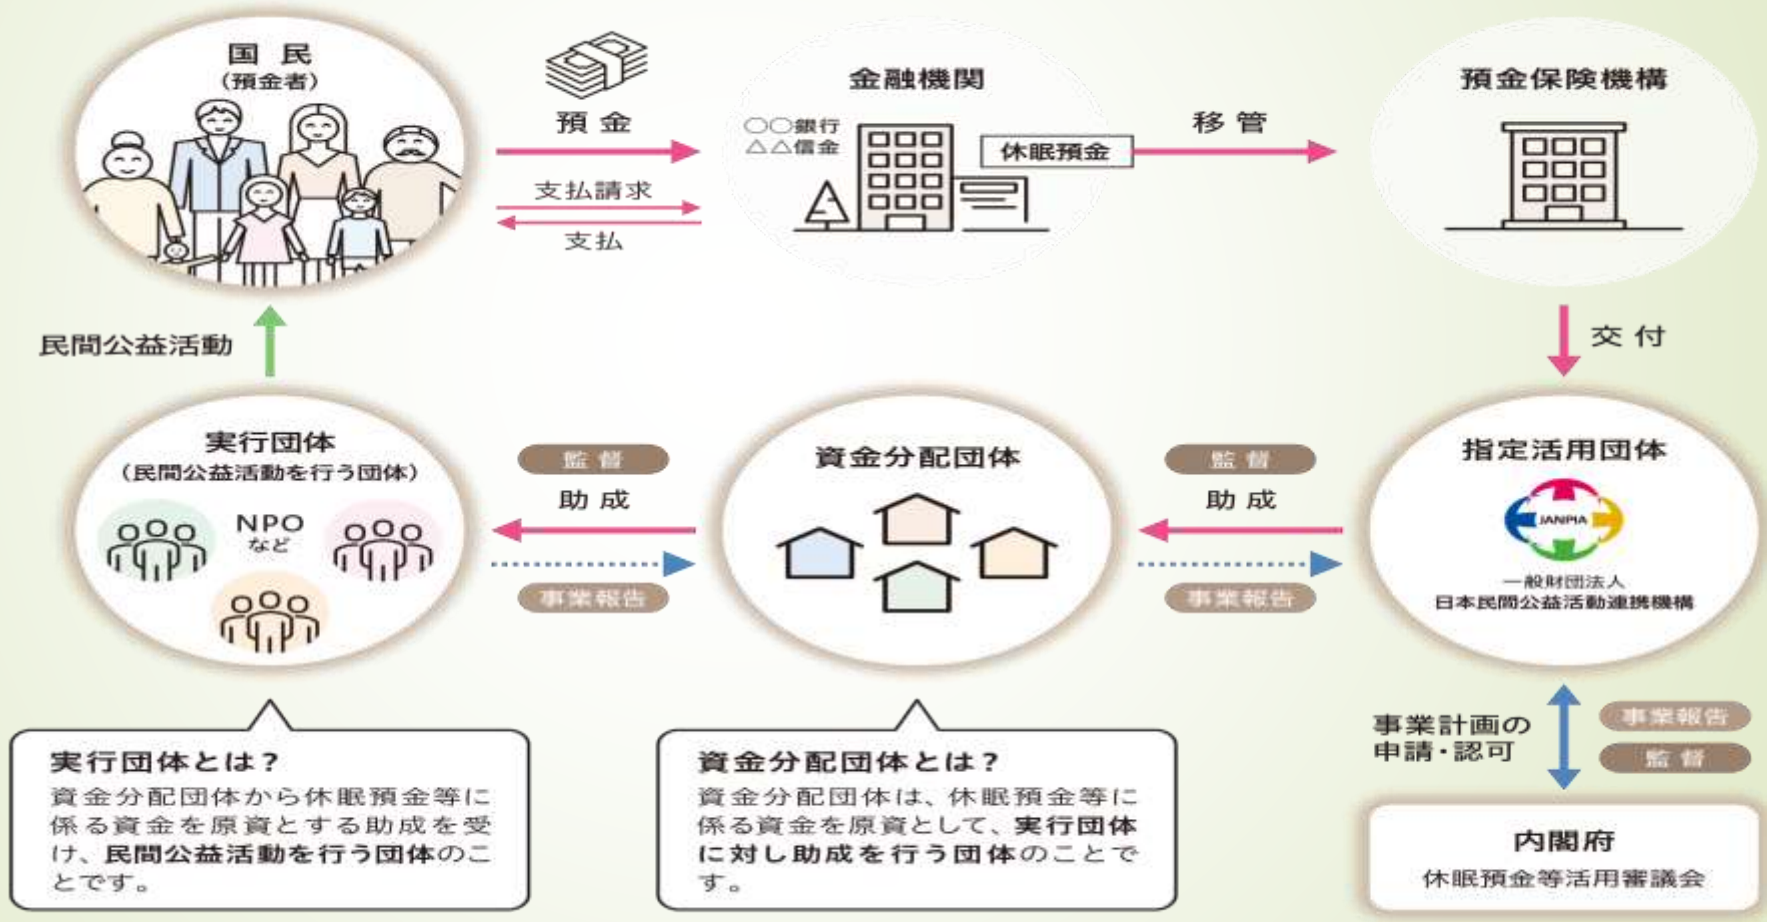 国 民
(預金者)
預 金
支払請求
支払
金融機関
○○銀行
△△信金
休眠預金
移 管
預金保険機構
交 付
民間公益活動
実行団体
(民間公益活動を行う団体)
NPO
など
監 督
助 成
事業報告
資金分配団体
監 督
助 成
事業報告
指定活用団体
JANPIA
一般財団法人
日本民間公益活動連携機構
実行団体とは?
資金分配団体から休眠預金等に
係る資金を原資とする助成を受
け、民間公益活動を行う団体のこ
とです。
資金分配団体とは?
資金分配団体は、休眠預金等に
係る資金を原資として、実行団体
に対し助成を行う団体のことで
す。
事業計画の
申請・認可
事業報告
監 督
内閣府
休眠預金等活用審議会